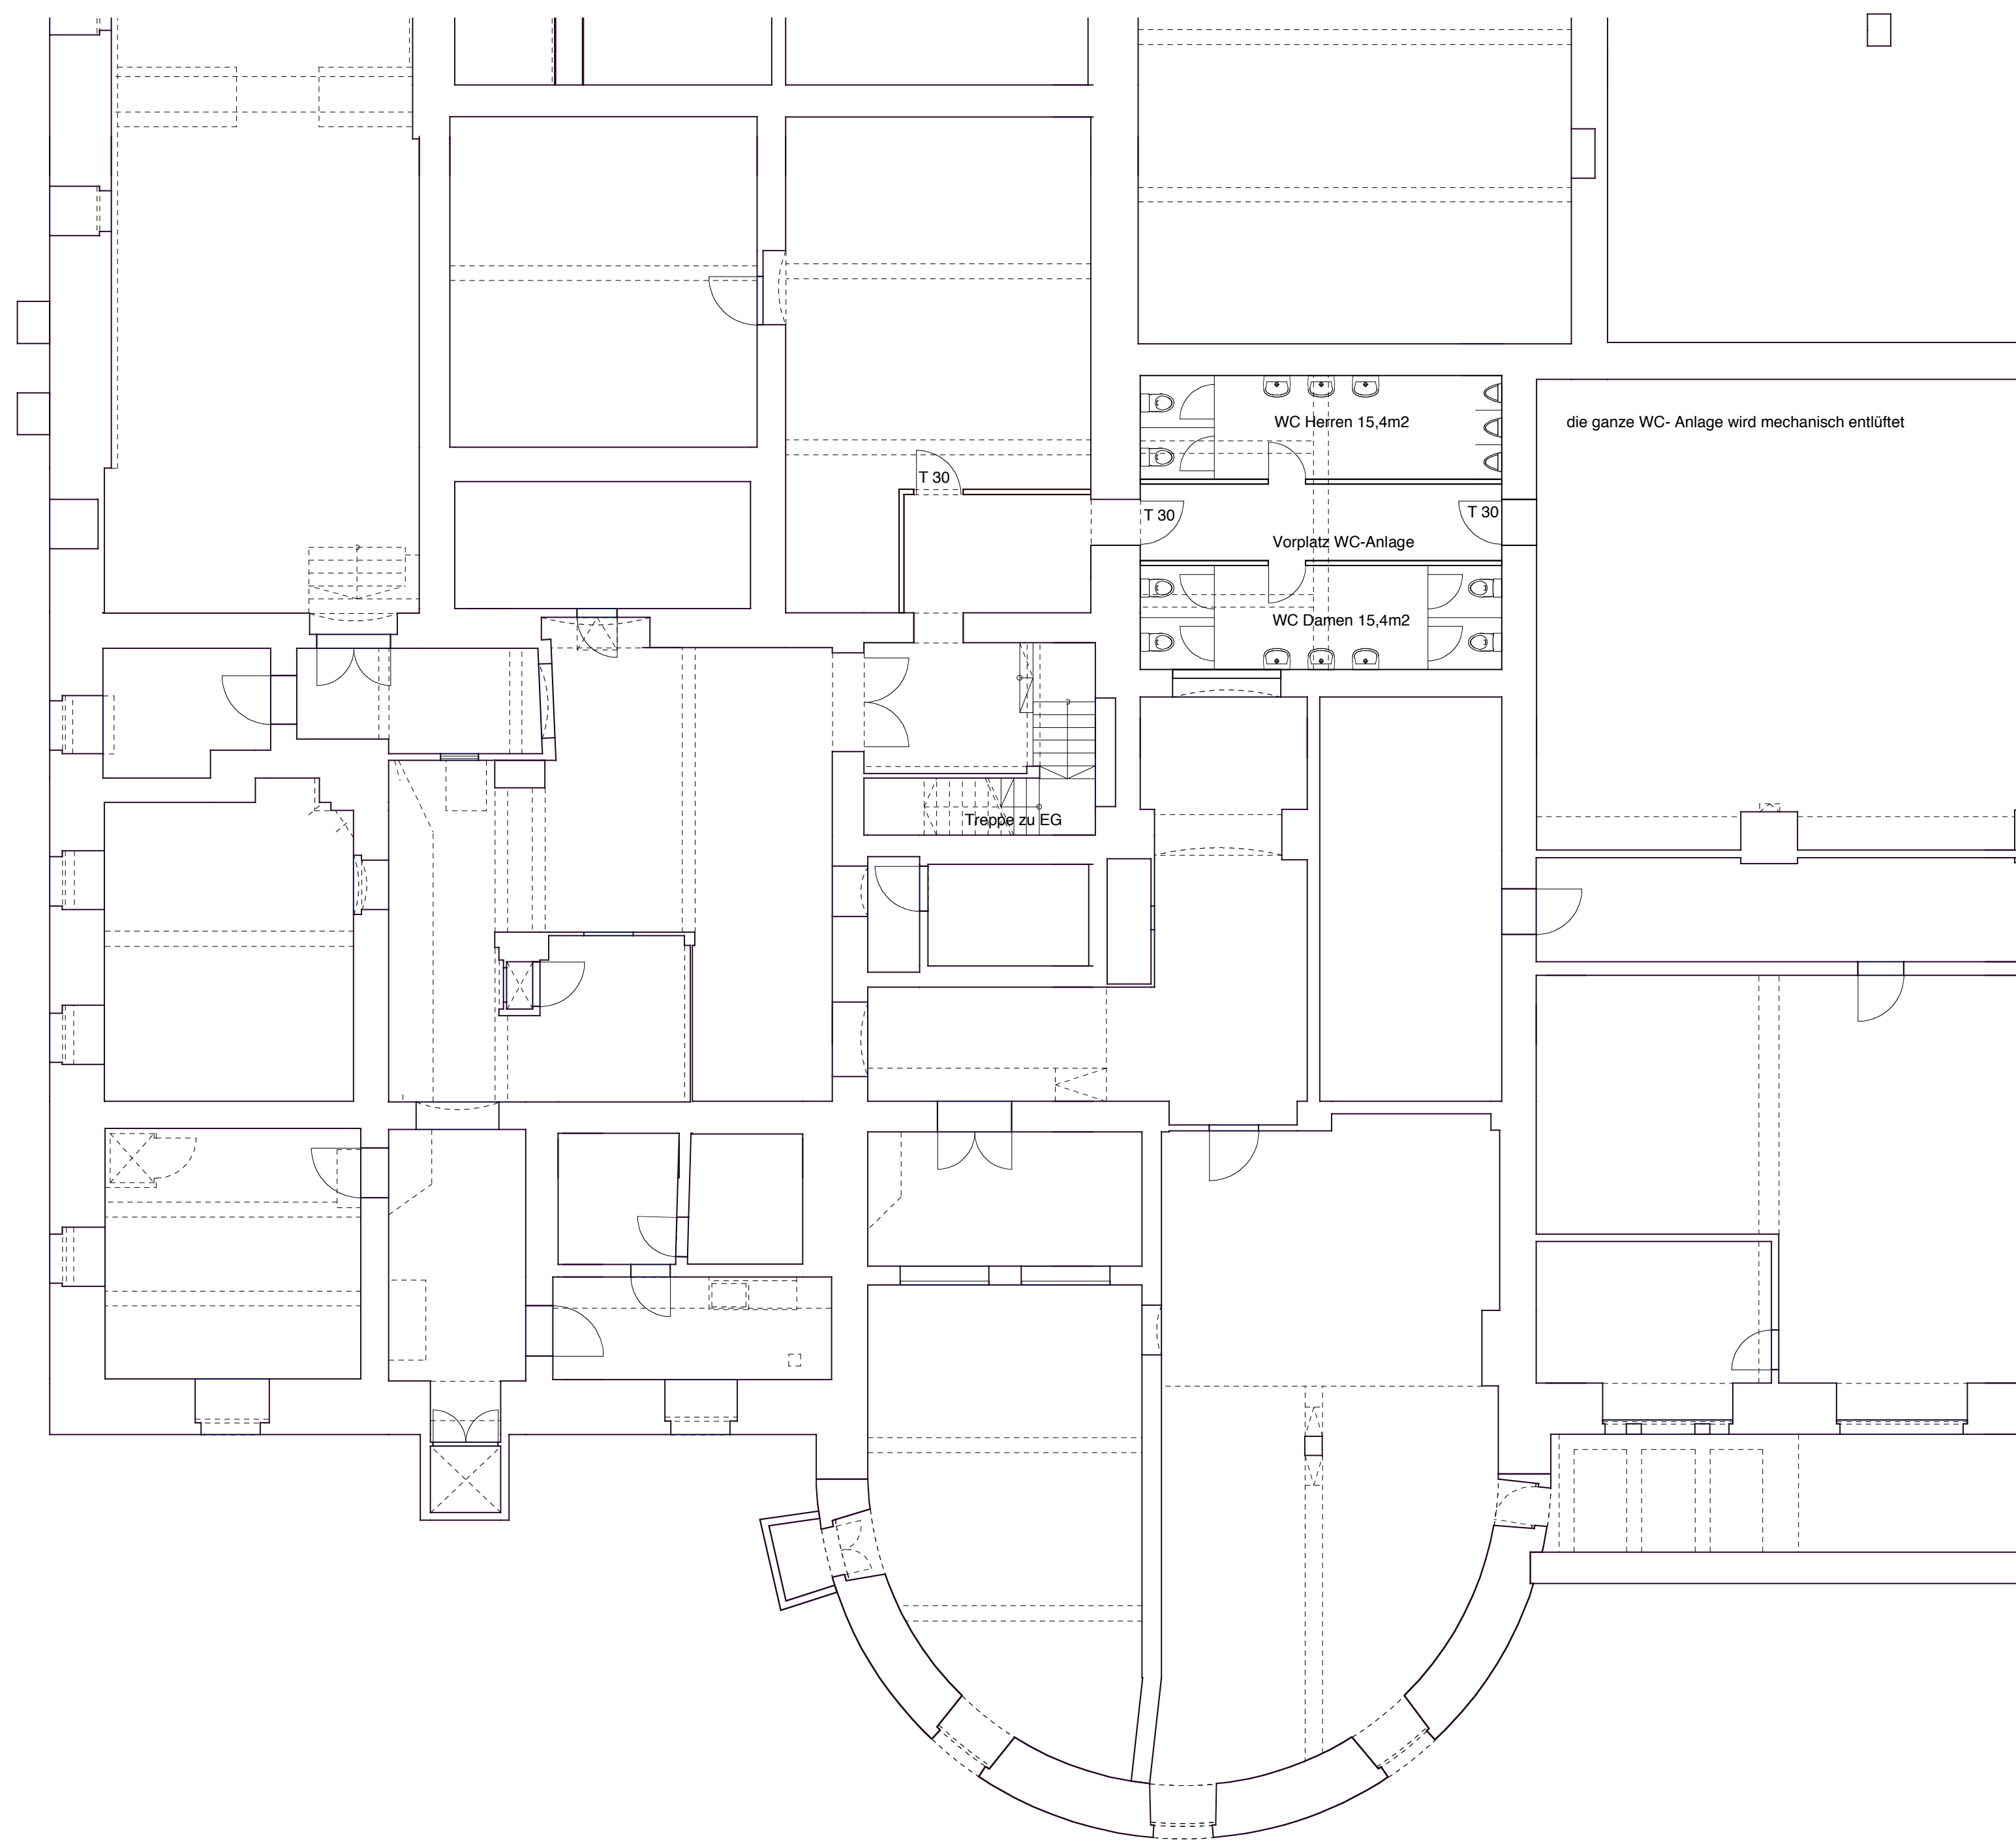 WC Herren 15,4m2
die ganze WC- Anlage wird mechanisch entlüftet
T 30
T 30
T 30
Vorplatz WC-Anlage
WC Damen 15,4m2
Treppe zu EG